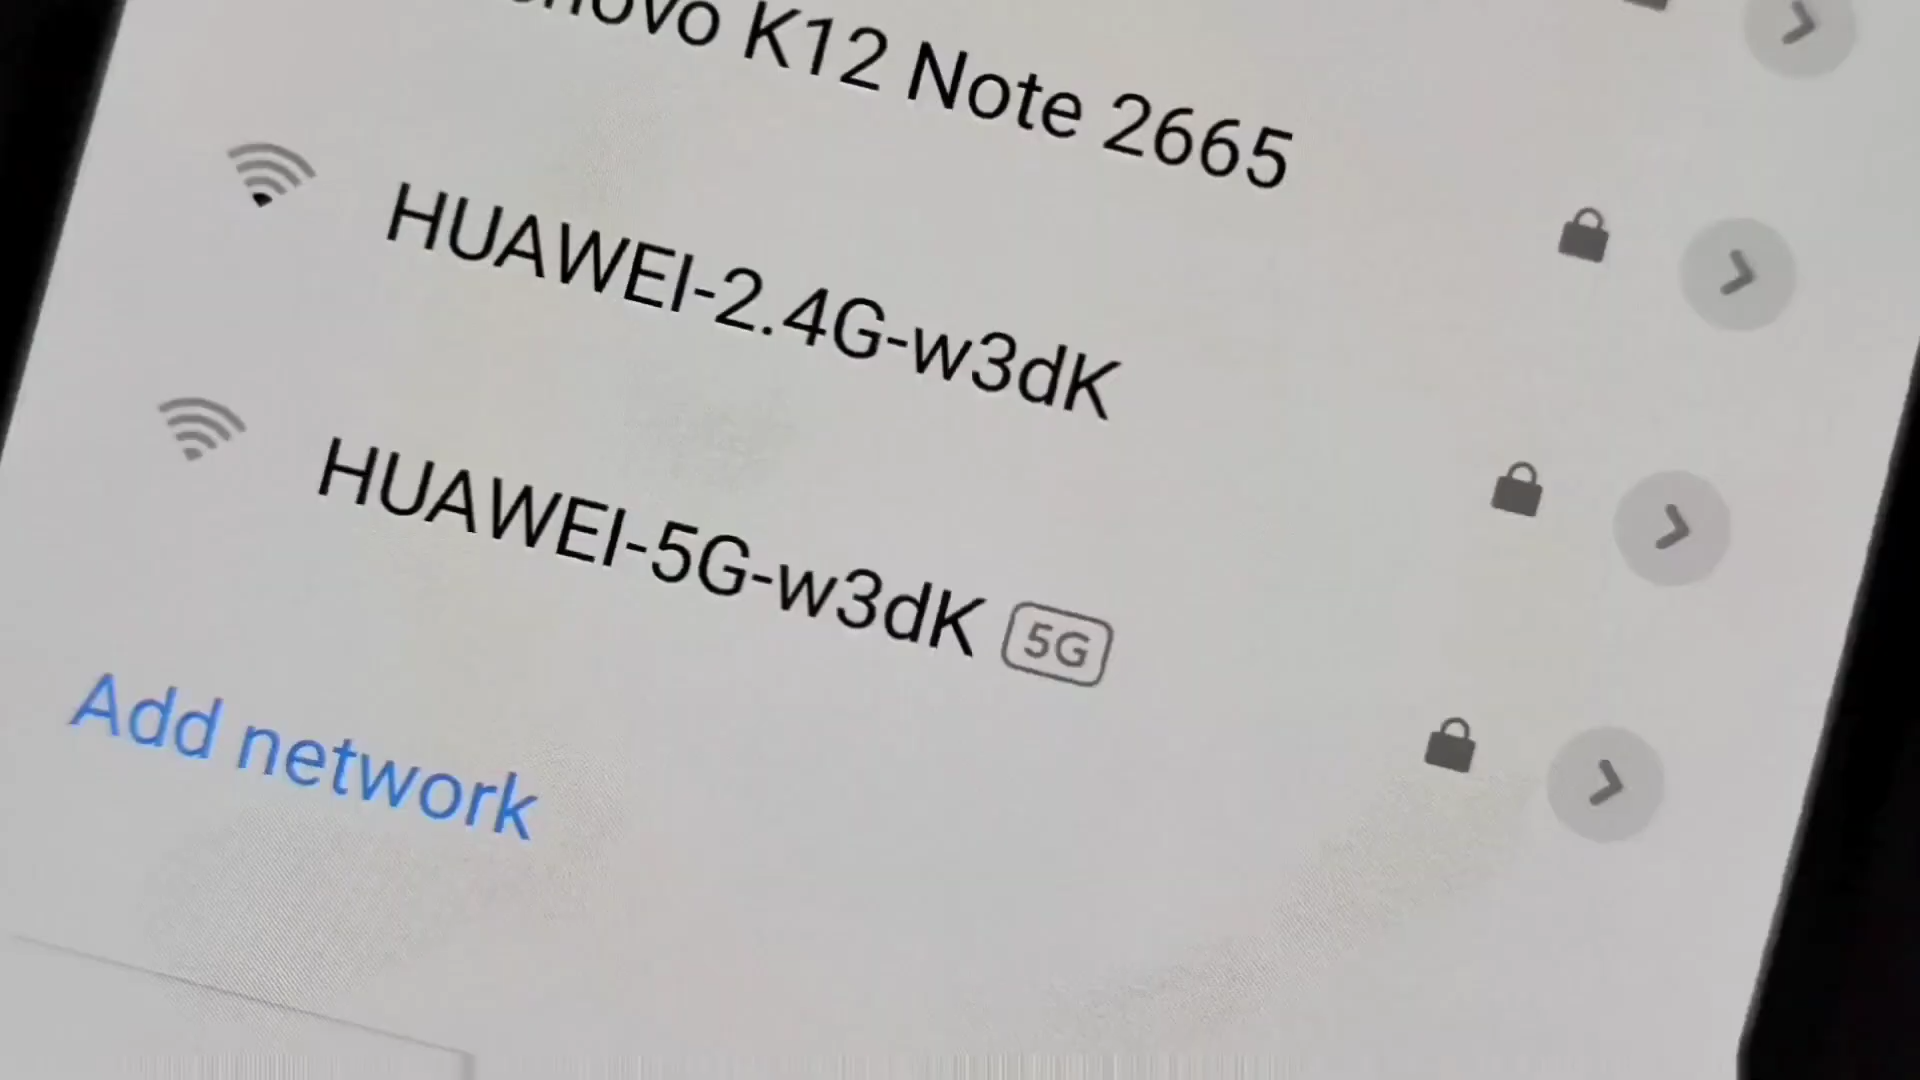 K12 Note 2665
HUAWEI-2.4G-w3dK
HUAWEI-5G-w3dK 5G
Add network